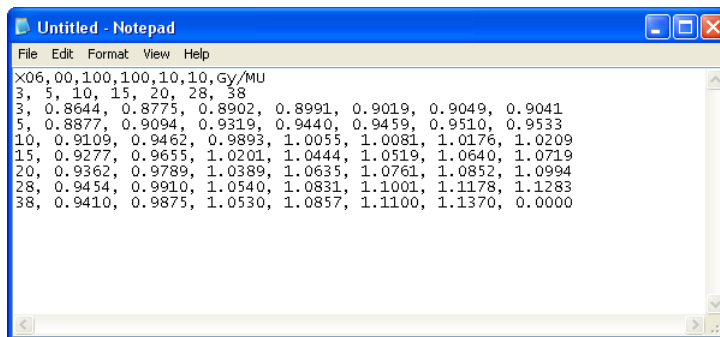 Untitled - Notepad
File Edit Format View Help
X06,00,100,100,10,10,Gy/MU
3, 5, 10, 15, 20, 28, 38
3, 0.8644, 0.8775, 0.8902, 0.8991, 0.9019, 0.9049, 0.9041
5, 0.8877, 0.9094, 0.9319, 0.9440, 0.9459, 0.9510, 0.9533
10, 0.9109, 0.9462, 0.9893, 1.0055, 1.0081, 1.0176, 1.0209
15, 0.9277, 0.9655, 1.0201, 1.0444, 1.0519, 1.0640, 1.0719
20, 0.9362, 0.9789, 1.0389, 1.0635, 1.0761, 1.0852, 1.0994
28, 0.9454, 0.9910, 1.0540, 1.0831, 1.1001, 1.1178, 1.1283
38, 0.9410, 0.9875, 1.0530, 1.0857, 1.1100, 1.1370, 0.0000